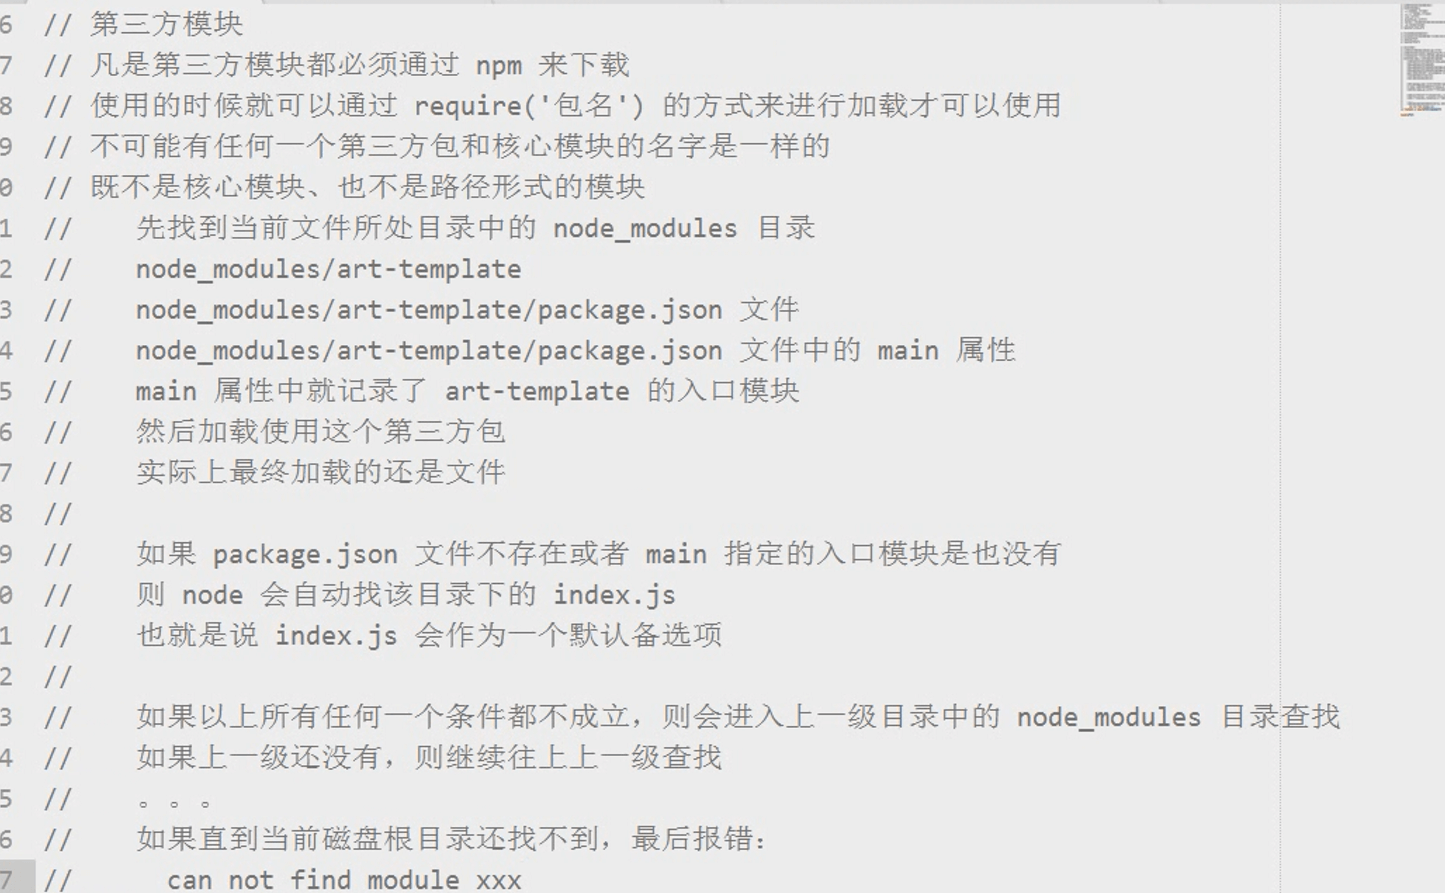 6 // 第三方模块
7 // 凡是第三方模块都必须通过 npm 来下载
8 // 使用的时候就可以通过 require('包名') 的方式来进行加载才可以使用
9 // 不可能有任何一个第三方包和核心模块的名字是一样的
0 // 既不是核心模块、也不是路径形式的模块
1 //    先找到当前文件所处目录中的 node_modules 目录
2 //    node_modules/art-template
3 //    node_modules/art-template/package.json 文件
4 //    node_modules/art-template/package.json 文件中的 main 属性
5 //    main 属性中就记录了 art-template 的入口模块
6 //    然后加载使用这个第三方包
7 //    实际上最终加载的还是文件
8 //
9 //    如果 package.json 文件不存在或者 main 指定的入口模块是也没有
0 //    则 node 会自动找该目录下的 index.js
1 //    也就是说 index.js 会作为一个默认备选项
2 //
3 //    如果以上所有任何一个条件都不成立，则会进入上一级目录中的 node_modules 目录查找
4 //    如果上一级还没有，则继续往上上一级查找
5 //    。。。
6 //    如果直到当前磁盘根目录还找不到，最后报错：
7 //      can not find module xxx